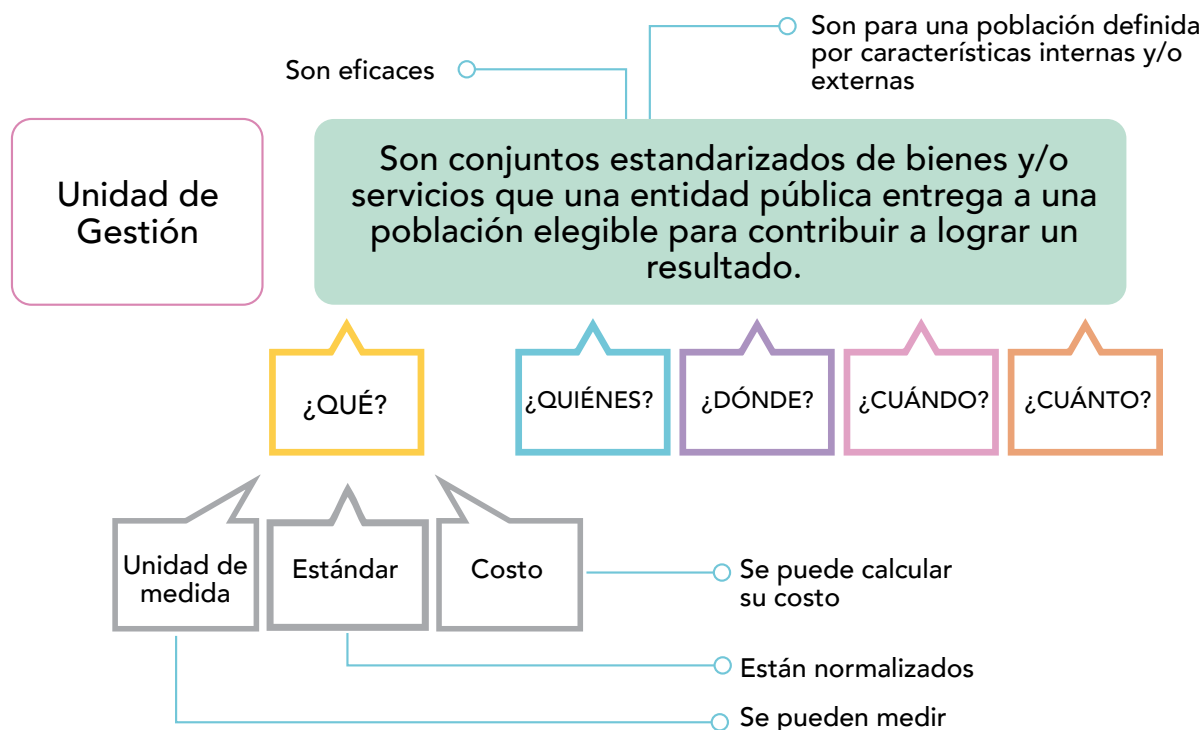 Son para una población definida
por características internas y/o
externas
Son eficaces
Unidad de
Gestión
Son conjuntos estandarizados de bienes y/o
servicios que una entidad pública entrega a una
población elegible para contribuir a lograr un
resultado.
¿QUÉ?
¿QUIÉNES?
¿DÓNDE?
¿CUÁNDO?
¿CUÁNTO?
Unidad de
medida
Estándar
Costo
Se puede calcular
su costo
Están normalizados
Se pueden medir